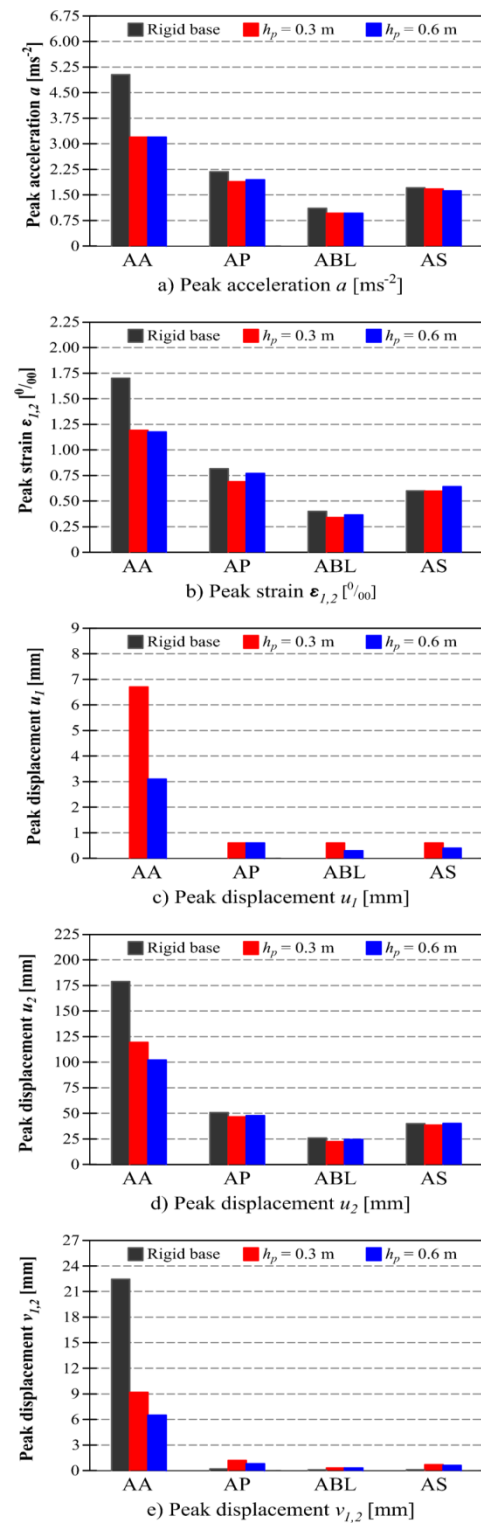 Peak acceleration a [ms-2]
6.75
6.00
5.25
4.50
3.75
3.00
2.25
1.50
0.75
0
Rigid base hp = 0.3 m hp = 0.6 m
AA AP ABL AS
a) Peak acceleration a [ms-2]
Peak strain ε1,2 [0/00]
2.25
2.00
1.75
1.50
1.25
1.00
0.75
0.50
0.25
0
Rigid base hp = 0.3 m hp = 0.6 m
AA AP ABL AS
b) Peak strain ε1,2 [0/00]
Peak displacement u1 [mm]
9
8
7
6
5
4
3
2
1
0
Rigid base hp = 0.3 m hp = 0.6 m
AA AP ABL AS
c) Peak displacement u1 [mm]
Peak displacement u2 [mm]
225
200
175
150
125
100
75
50
25
0
Rigid base hp = 0.3 m hp = 0.6 m
AA AP ABL AS
d) Peak displacement u2 [mm]
Peak displacement v1,2 [mm]
27
24
21
18
15
12
9
6
3
0
Rigid base hp = 0.3 m hp = 0.6 m
AA AP ABL AS
e) Peak displacement v1,2 [mm]